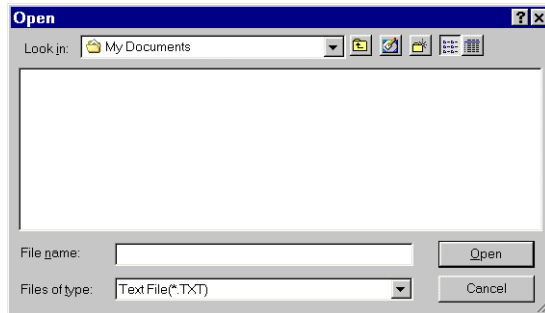 Open
Look in: My Documents
File name:
Open
Files of type: Text File(*.TXT)
Cancel